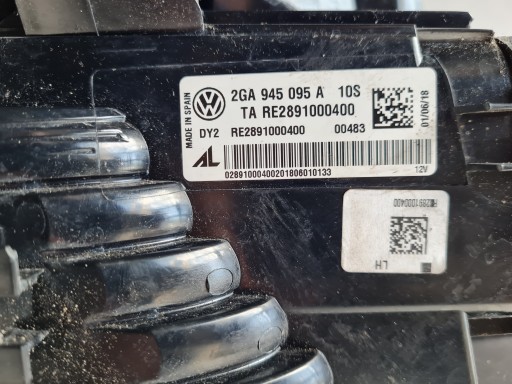 MADE IN SPAIN
2GA 945 095 A 10S
TA RE2891000400
DY2 RE2891000400 00483
01/06/18
AL
02891000400201806010133
12V
RE2891000400
LH